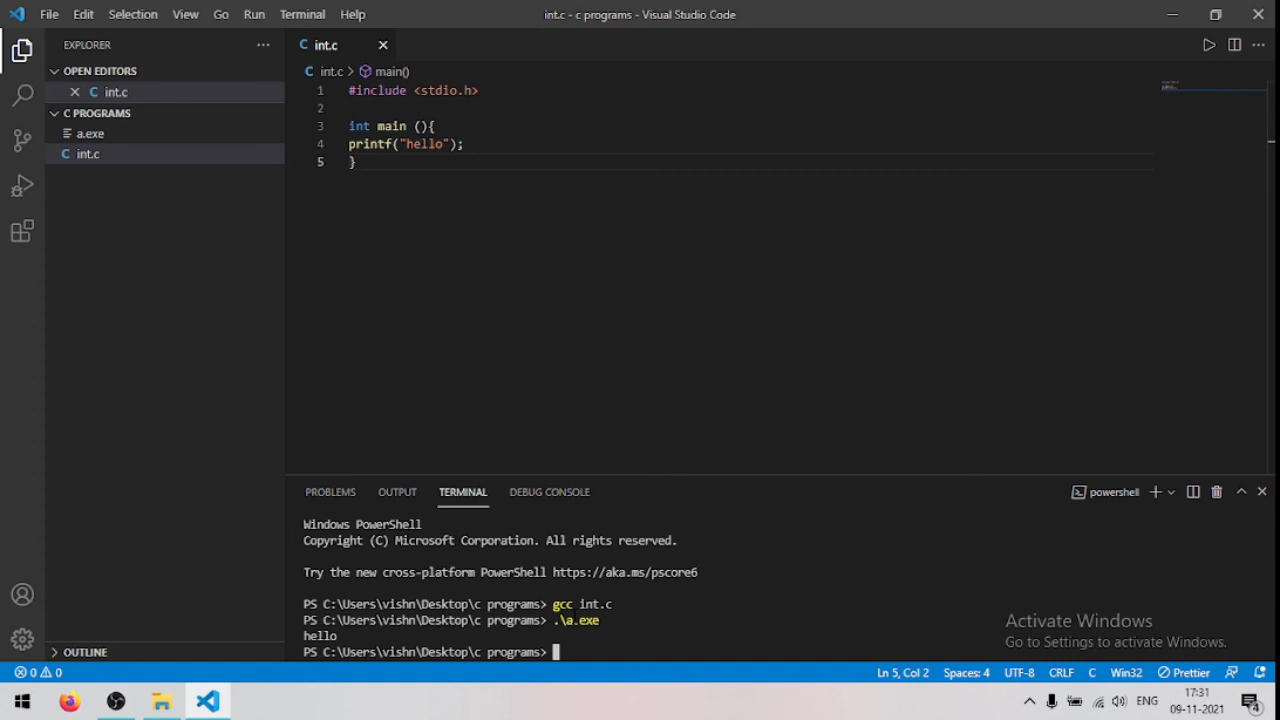 File Edit Selection View Go Run Terminal Help
int.c - c programs - Visual Studio Code
EXPLORER
OPEN EDITORS
C int.c
C PROGRAMS
a.exe
C int.c
OUTLINE
C int.c
C int.c > main()
1 #include <stdio.h>
2
3 int main (){
4 printf("hello");
5 }
PROBLEMS OUTPUT TERMINAL DEBUG CONSOLE
powershell
Windows PowerShell
Copyright (C) Microsoft Corporation. All rights reserved.
Try the new cross-platform PowerShell https://aka.ms/pscore6
PS C:\Users\vishn\Desktop\c programs> gcc int.c
PS C:\Users\vishn\Desktop\c programs> .\a.exe
hello
PS C:\Users\vishn\Desktop\c programs>
Activate Windows
Go to Settings to activate Windows.
0 0 Ln 5, Col 2 Spaces: 4 UTF-8 CRLF C Win32 Prettier
ENG
17:31
09-11-2021
4